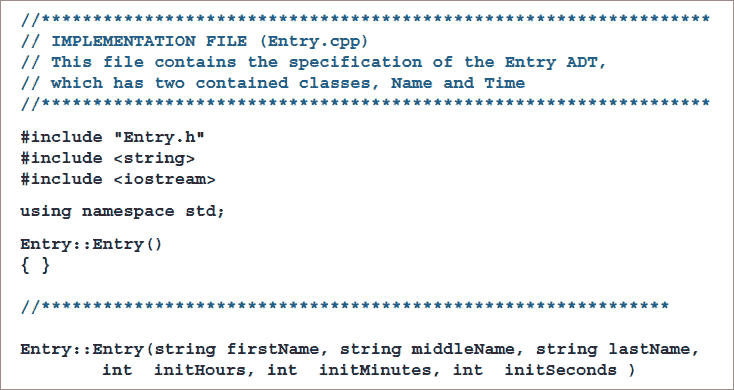 //*****************************************************************
// IMPLEMENTATION FILE (Entry.cpp)
// This file contains the specification of the Entry ADT,
// which has two contained classes, Name and Time
//*****************************************************************
#include "Entry.h"
#include <string>
#include <iostream>
using namespace std;
Entry::Entry()
{ }
//*************************************************************
Entry::Entry(string firstName, string middleName, string lastName,
int initHours, int initMinutes, int initSeconds )